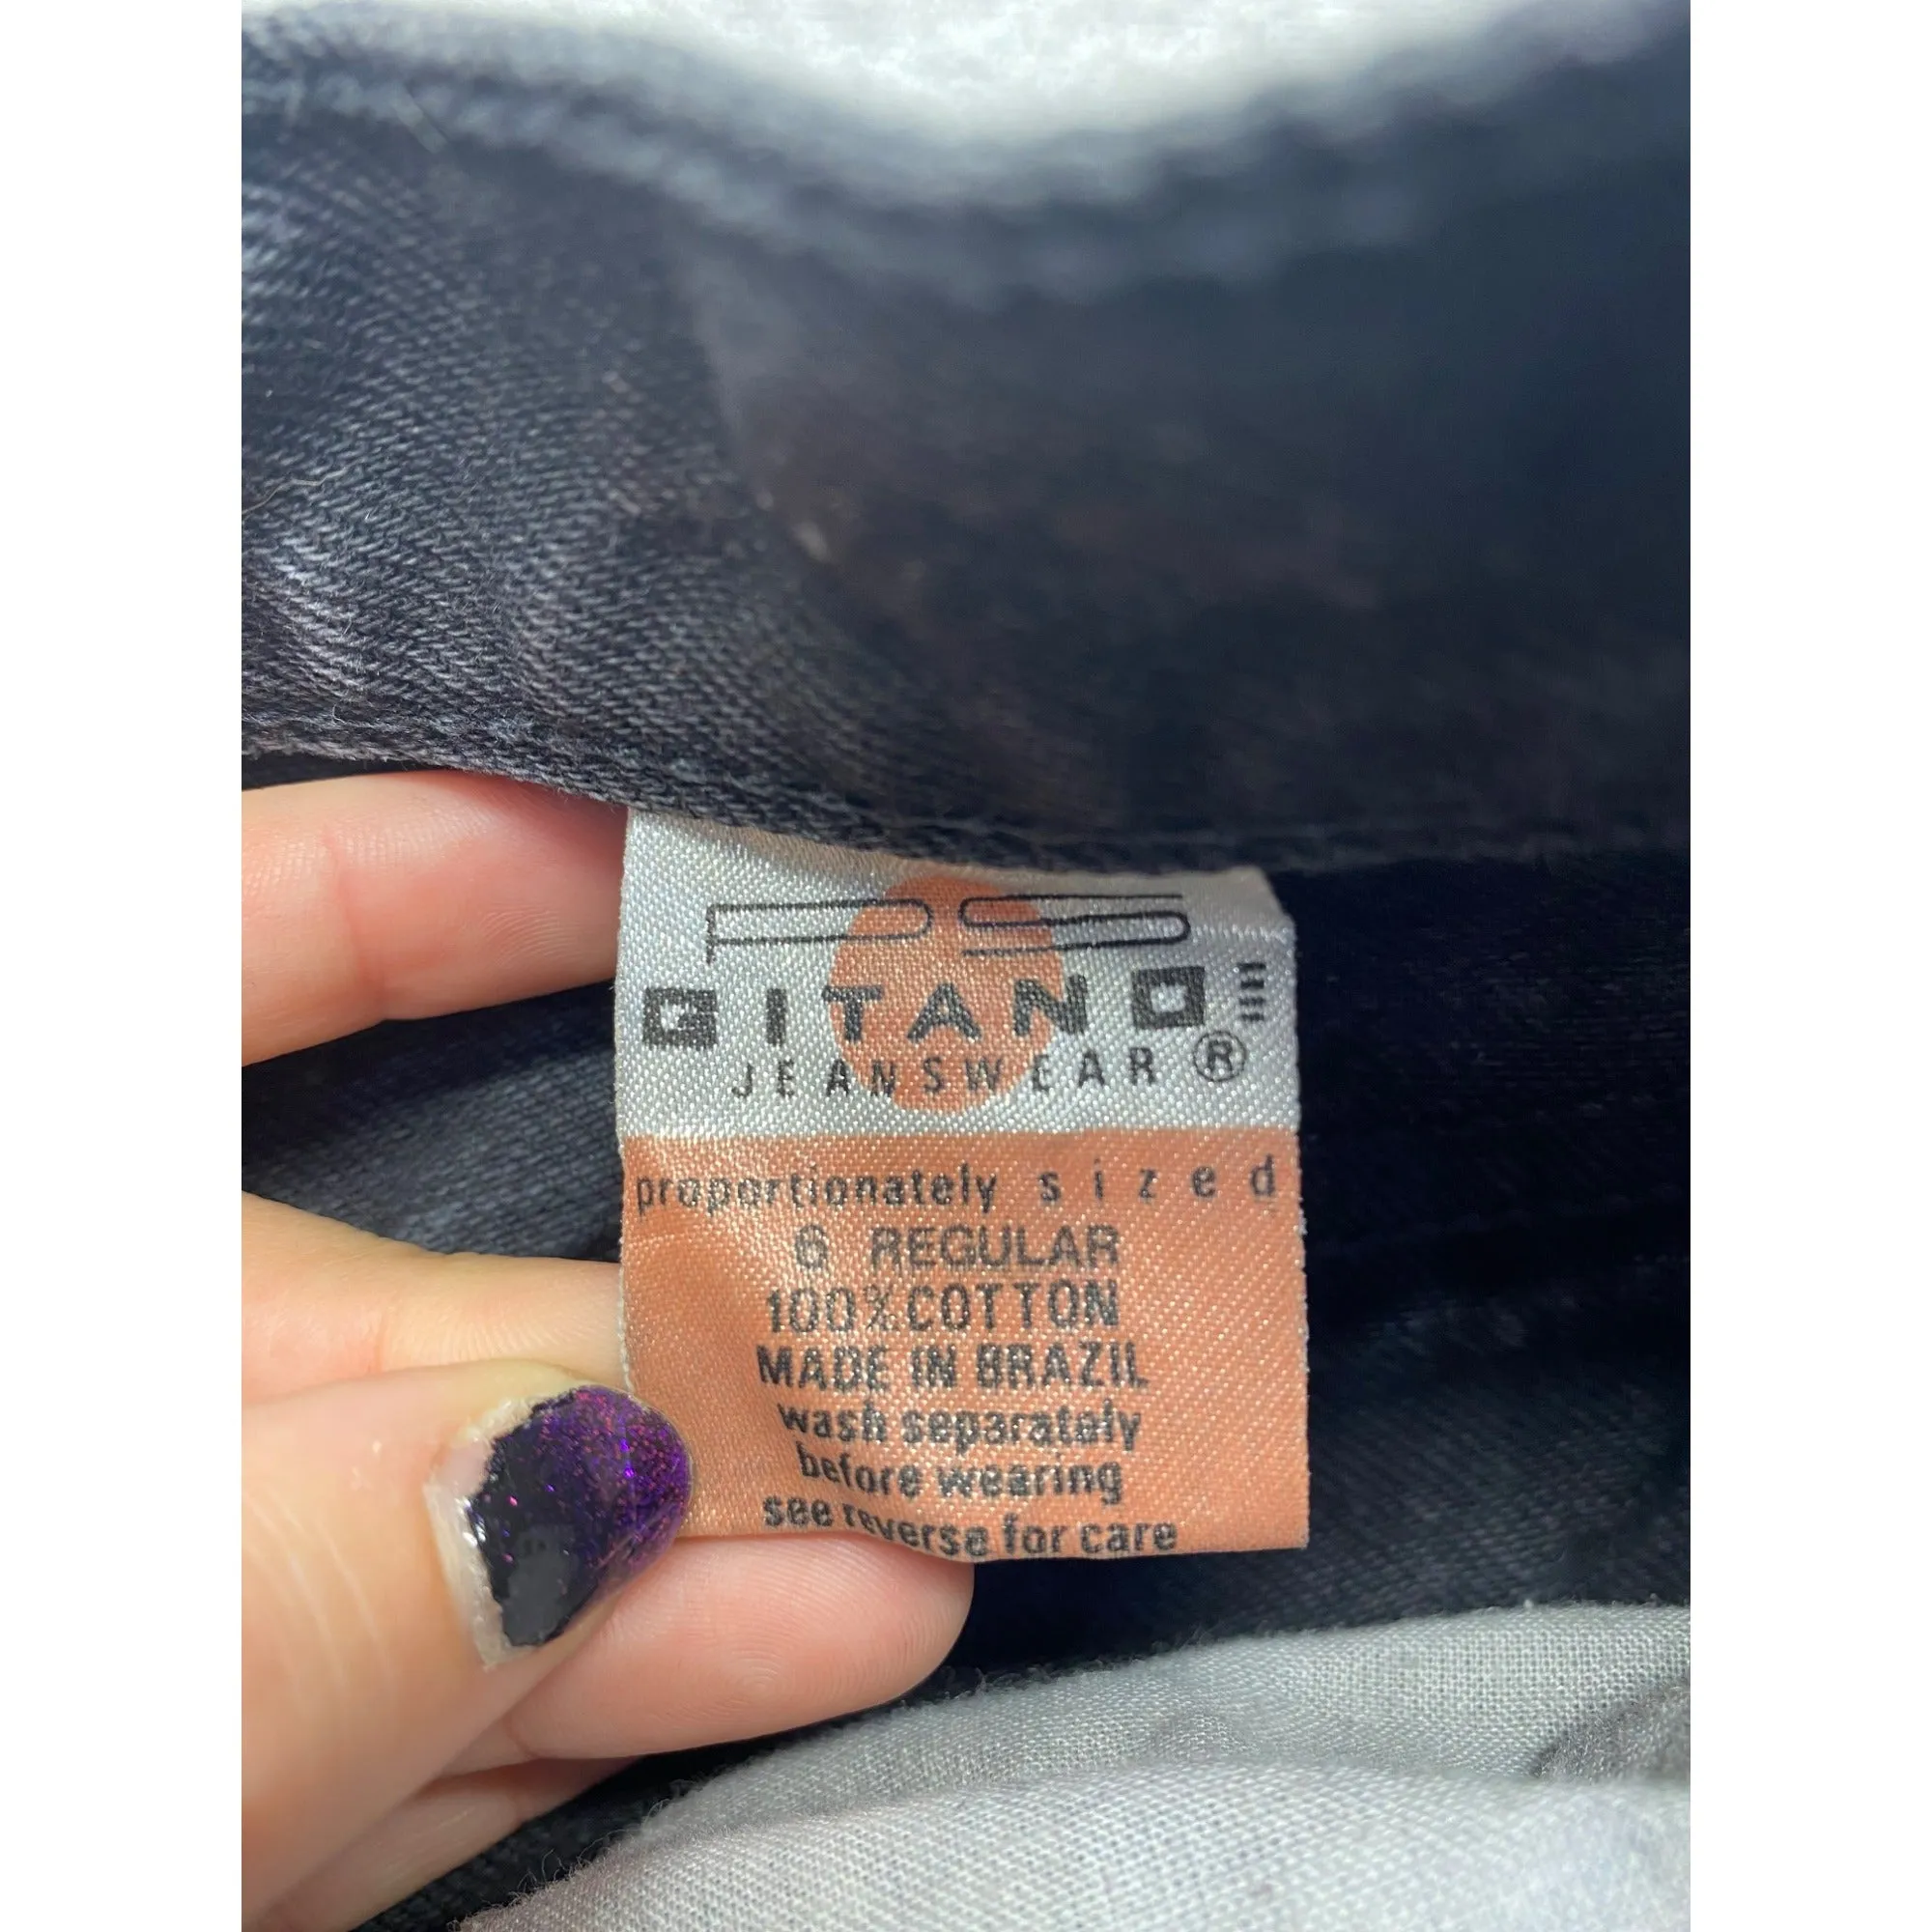 PS
GITANO
JEANSWEAR ®
proportionately sized
6 REGULAR
100% COTTON
MADE IN BRAZIL
wash separately
before wearing
see reverse for care